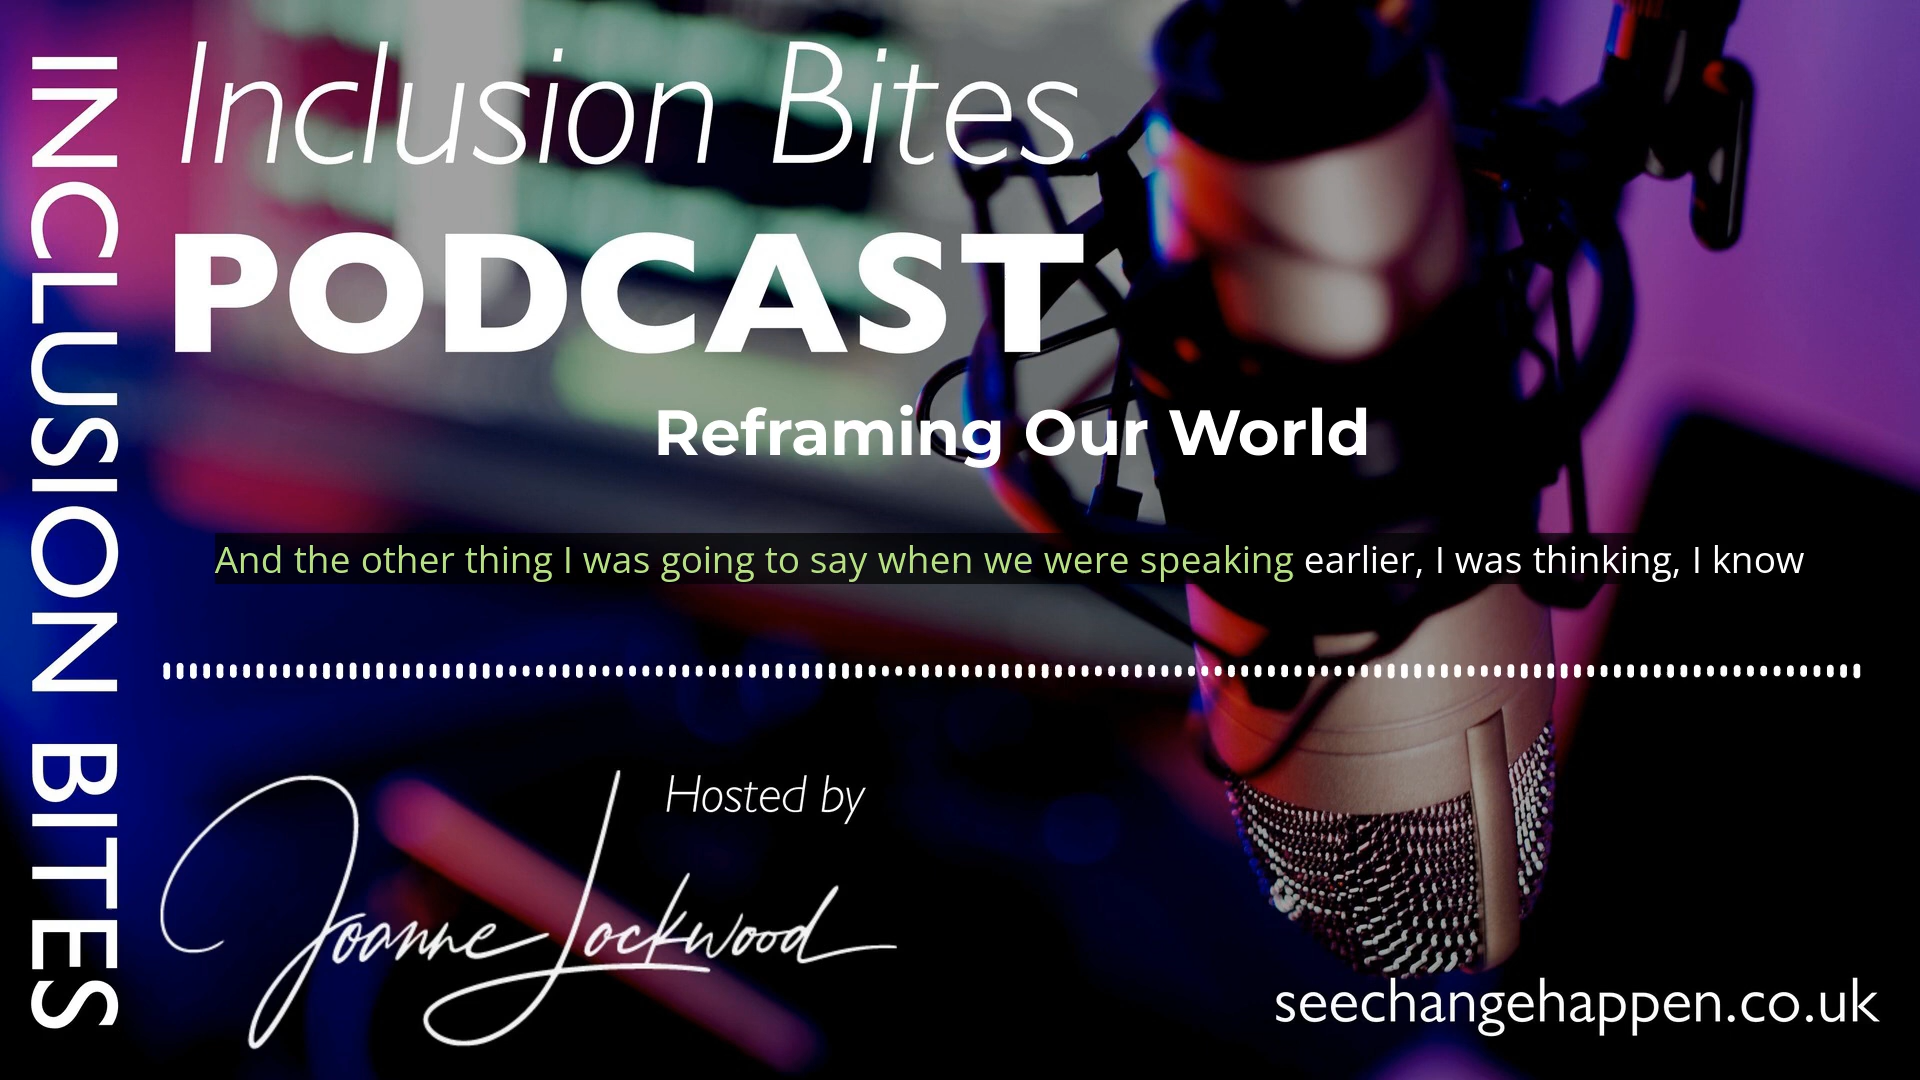 INCLUSION BITES
Inclusion Bites
PODCAST
Reframing Our World
And the other thing I was going to say when we were speaking earlier, I was thinking, I know
Hosted by
Joanne Lockwood
seechangehappen.co.uk